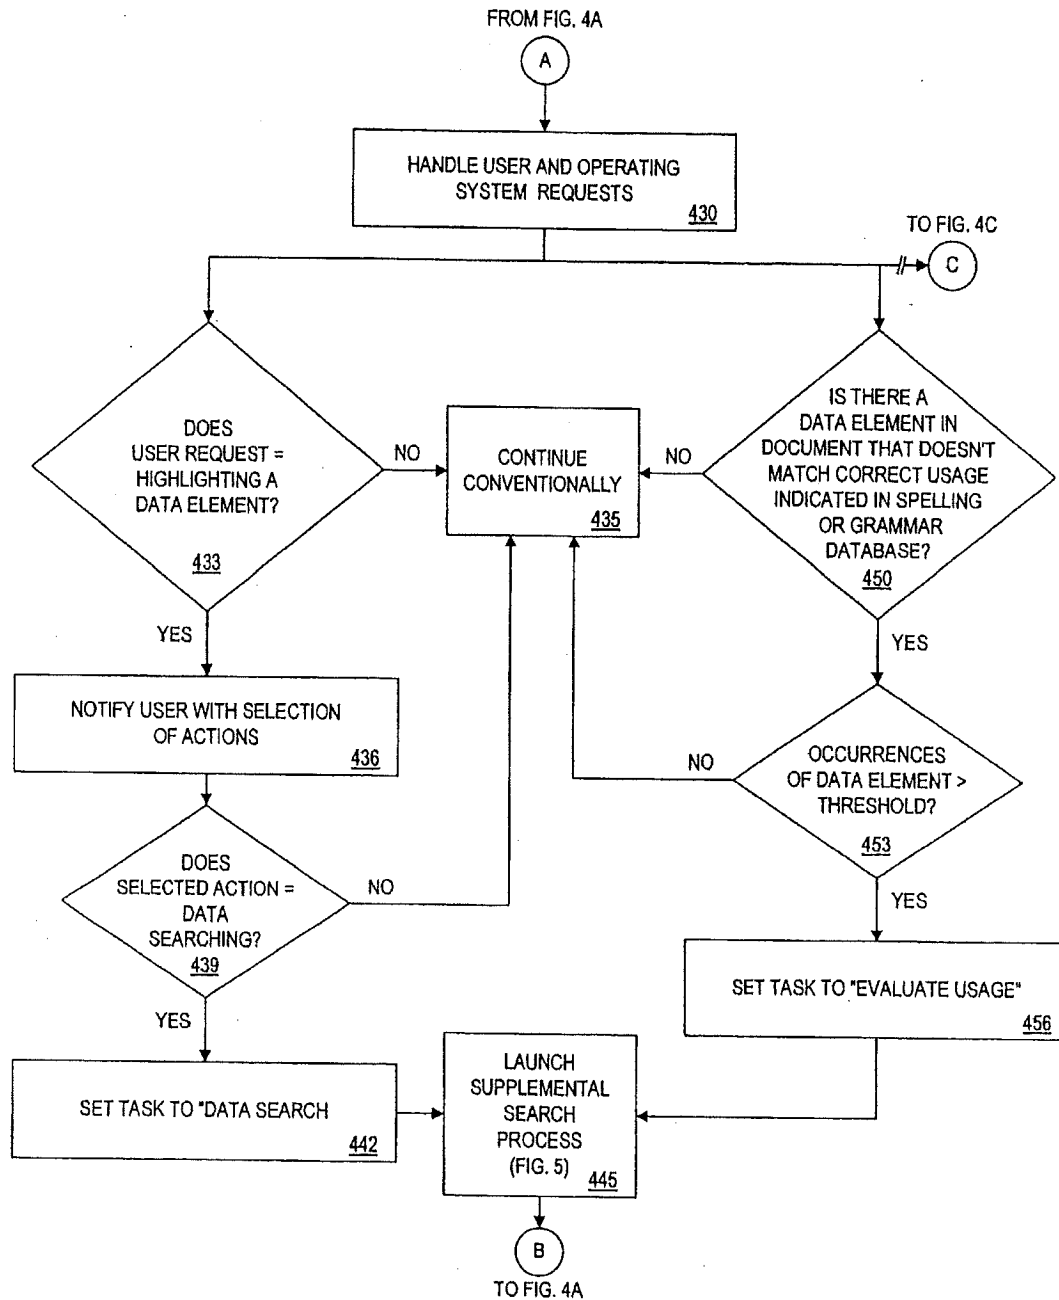 FROM FIG. 4A
A
HANDLE USER AND OPERATING
SYSTEM REQUESTS
430
TO FIG. 4C
C
DOES
USER REQUEST =
HIGHLIGHTING A
DATA ELEMENT?
433
NO
CONTINUE
CONVENTIONALLY
435
NO
IS THERE A
DATA ELEMENT IN
DOCUMENT THAT DOESN'T
MATCH CORRECT USAGE
INDICATED IN SPELLING
OR GRAMMAR
DATABASE?
450
YES
YES
NOTIFY USER WITH SELECTION
OF ACTIONS
436
NO
OCCURRENCES
OF DATA ELEMENT >
THRESHOLD?
453
DOES
SELECTED ACTION =
DATA
SEARCHING?
439
NO
YES
YES
SET TASK TO "EVALUATE USAGE"
456
SET TASK TO "DATA SEARCH
442
LAUNCH
SUPPLEMENTAL
SEARCH
PROCESS
(FIG. 5)
445
B
TO FIG. 4A